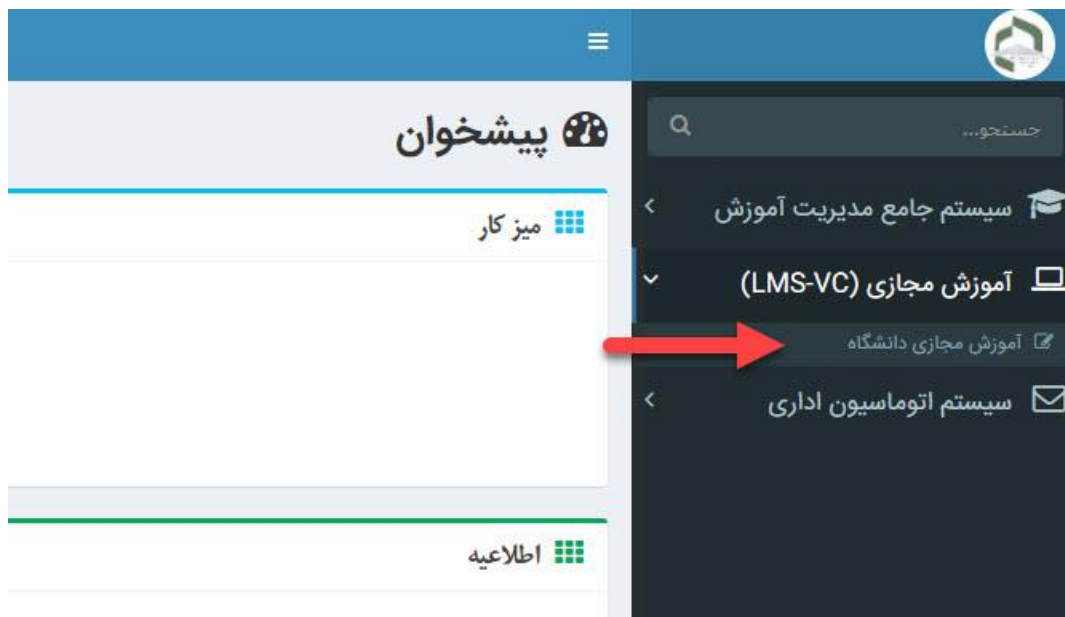 جستجو...
سیستم جامع مدیریت آموزش
آموزش مجازی (LMS-VC)
آموزش مجازی دانشگاه
سیستم اتوماسیون اداری
پیشخوان
میز کار
اطلاعیه